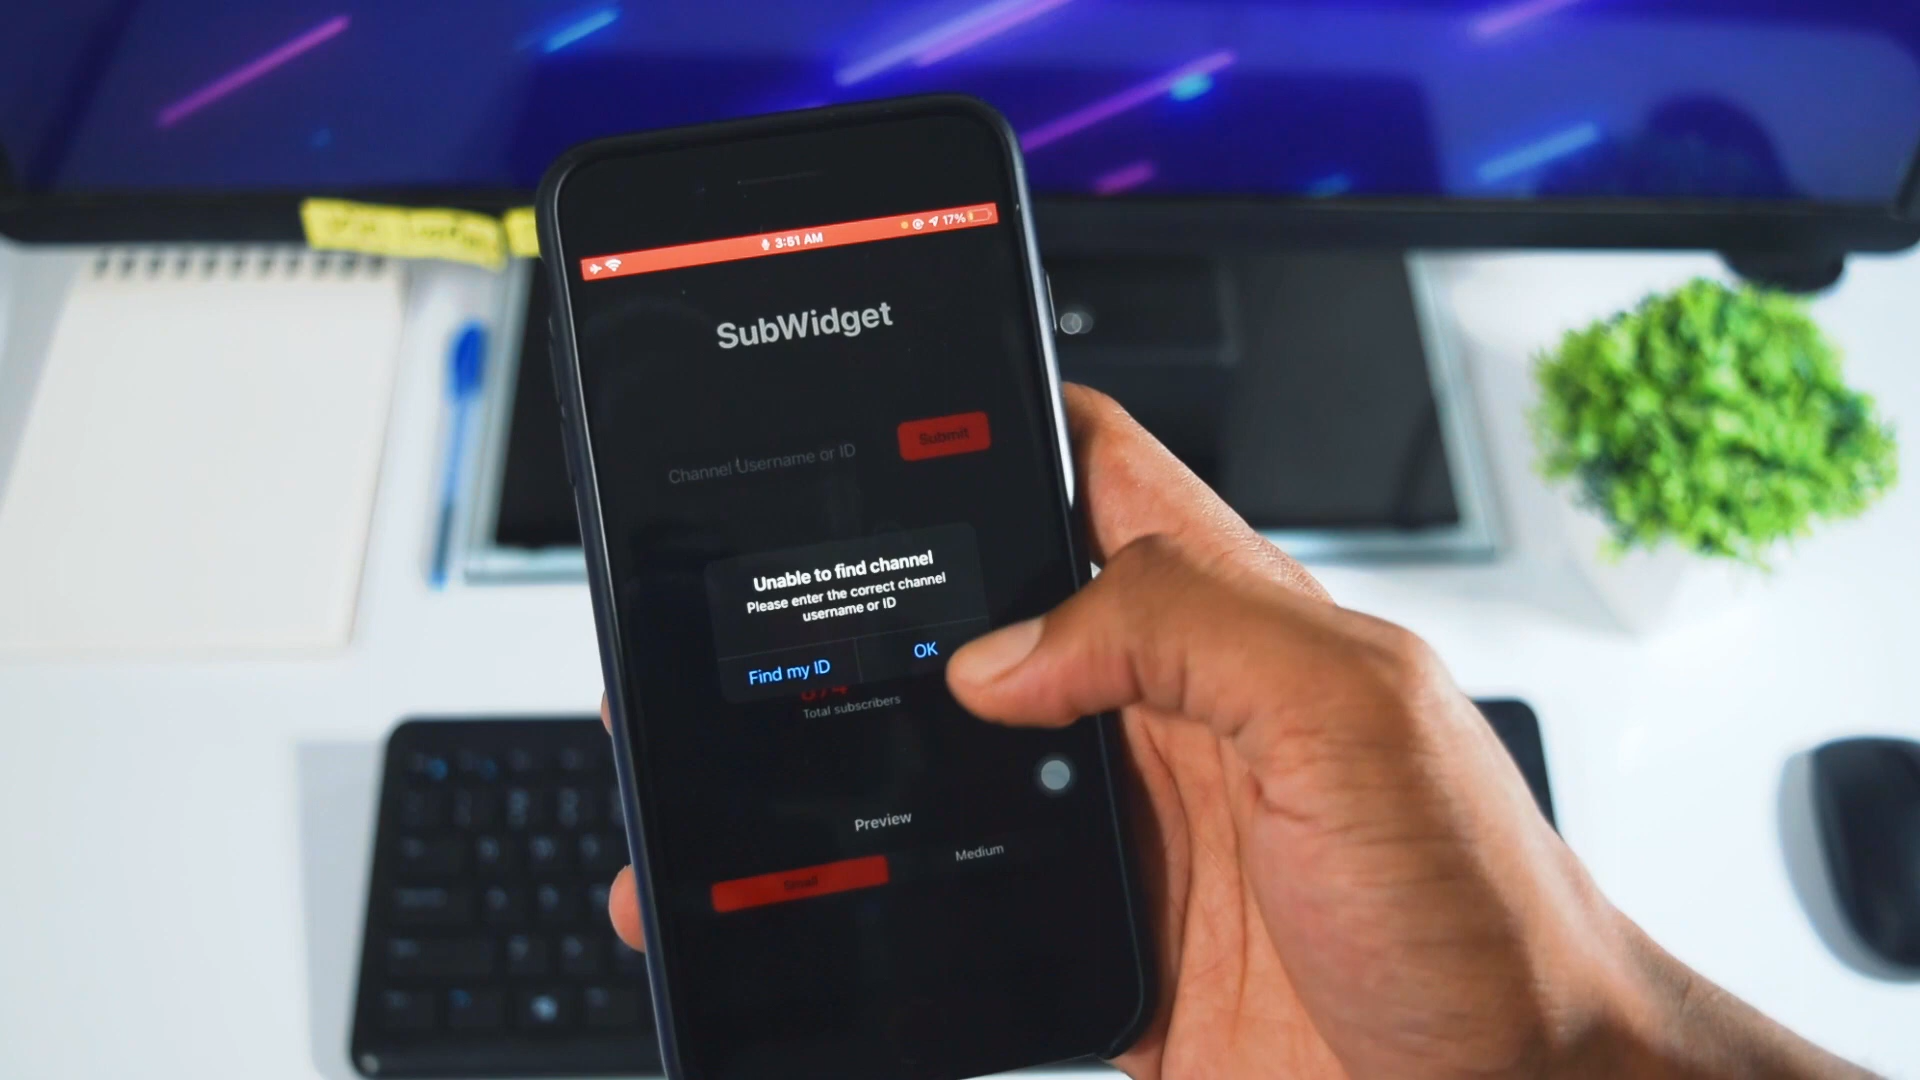 3:51 AM
17%
SubWidget
Submit
Channel Username or ID
Unable to find channel
Please enter the correct channel
username or ID
Find my ID
OK
Total subscribers
Preview
Small
Medium